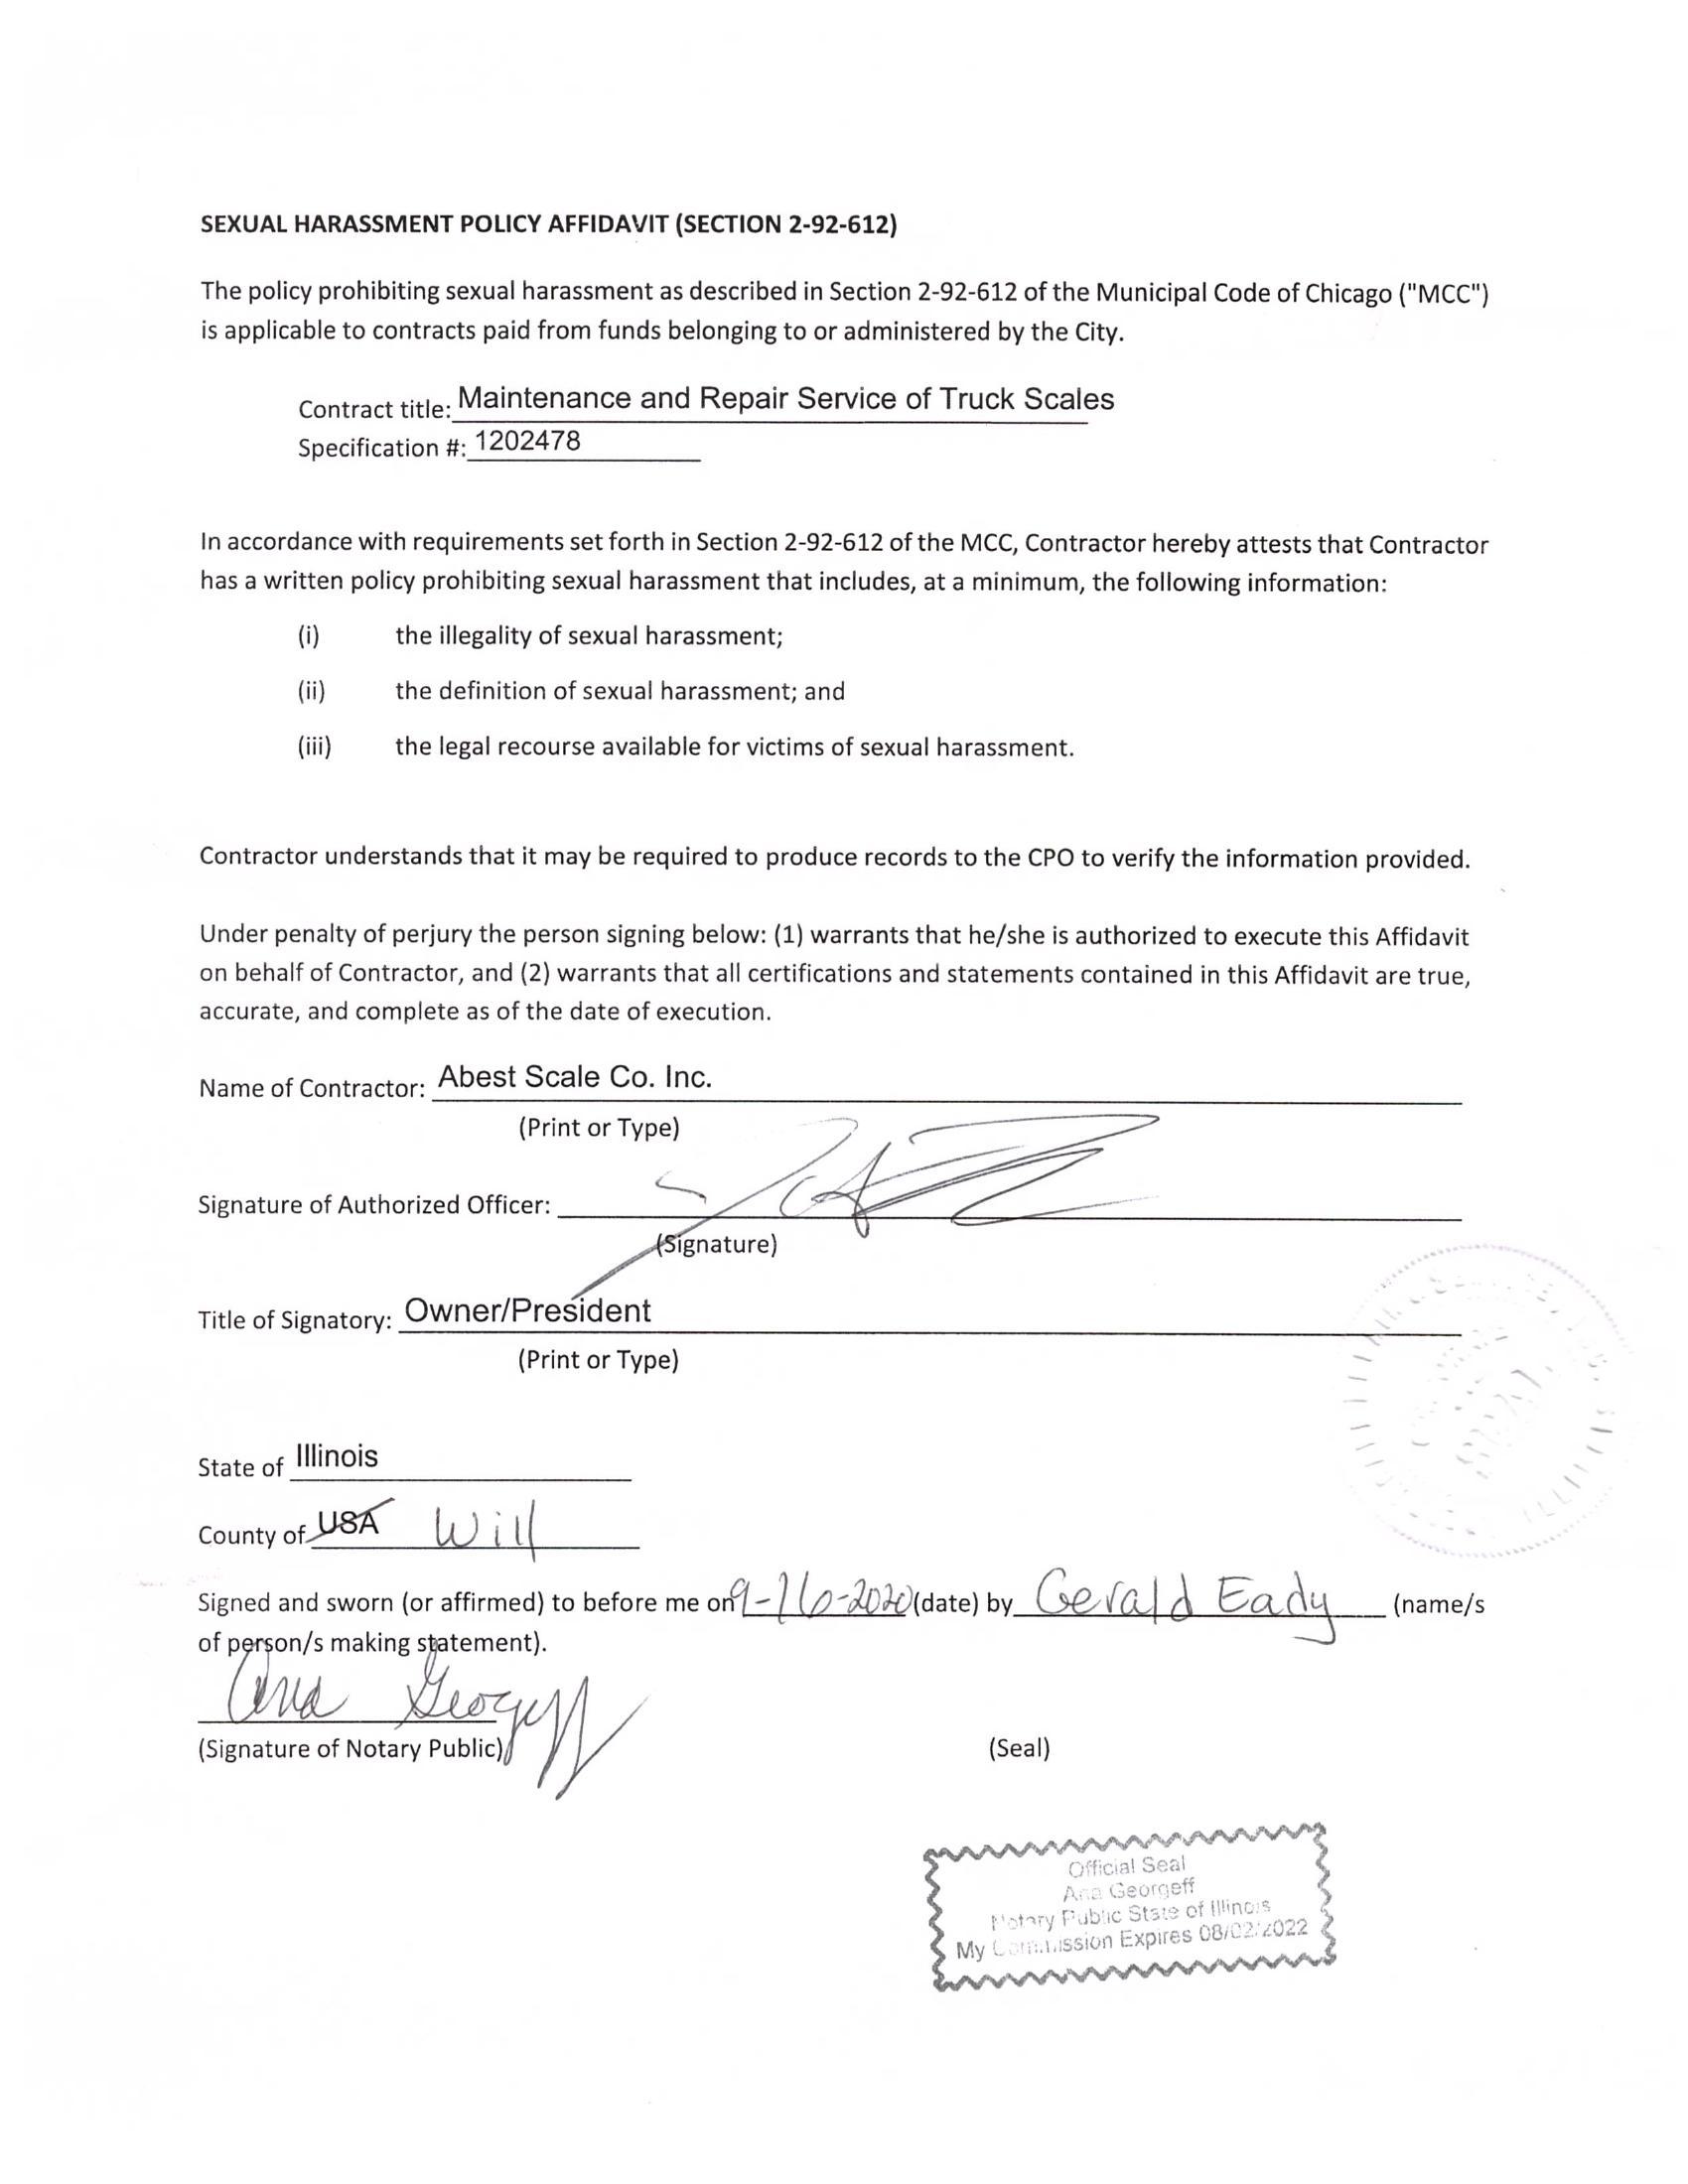 SEXUAL HARASSMENT POLICY AFFIDAVIT (SECTION 2-92-612)
The policy prohibiting sexual harassment as described in Section 2-92-612 of the Municipal Code of Chicago ("MCC")
is applicable to contracts paid from funds belonging to or administered by the City.
Contract title: Maintenance and Repair Service of Truck Scales
Specification #: 1202478
In accordance with requirements set forth in Section 2-92-612 of the MCC, Contractor hereby attests that Contractor
has a written policy prohibiting sexual harassment that includes, at a minimum, the following information:
(i) the illegality of sexual harassment;
(ii) the definition of sexual harassment; and
(iii) the legal recourse available for victims of sexual harassment.
Contractor understands that it may be required to produce records to the CPO to verify the information provided.
Under penalty of perjury the person signing below: (1) warrants that he/she is authorized to execute this Affidavit
on behalf of Contractor, and (2) warrants that all certifications and statements contained in this Affidavit are true,
accurate, and complete as of the date of execution.
Name of Contractor: Abest Scale Co. Inc.
(Print or Type)
Signature of Authorized Officer:
(Signature)
Title of Signatory: Owner/President
(Print or Type)
State of Illinois
County of USA Will
Signed and sworn (or affirmed) to before me on 9-16-2020 (date) by Gerald Eady (name/s
of person/s making statement).
Ana Georgeff
(Signature of Notary Public)
(Seal)
Official Seal
Ana Georgeff
Notary Public State of Illinois
My Commission Expires 08/02/2022